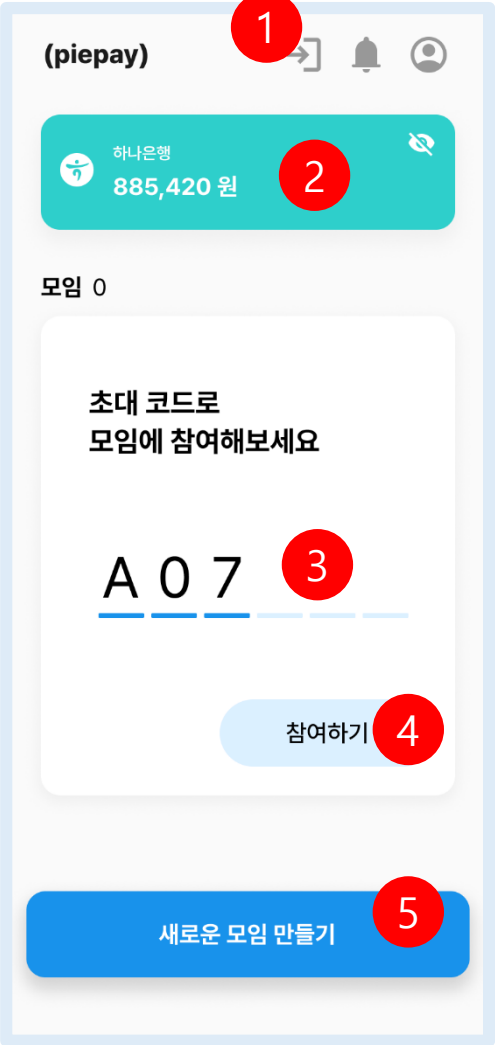 (piepay)
1
하나은행
885,420 원
2
모임 0
초대 코드로
모임에 참여해보세요
A 0 7
3
참여하기
4
새로운 모임 만들기
5